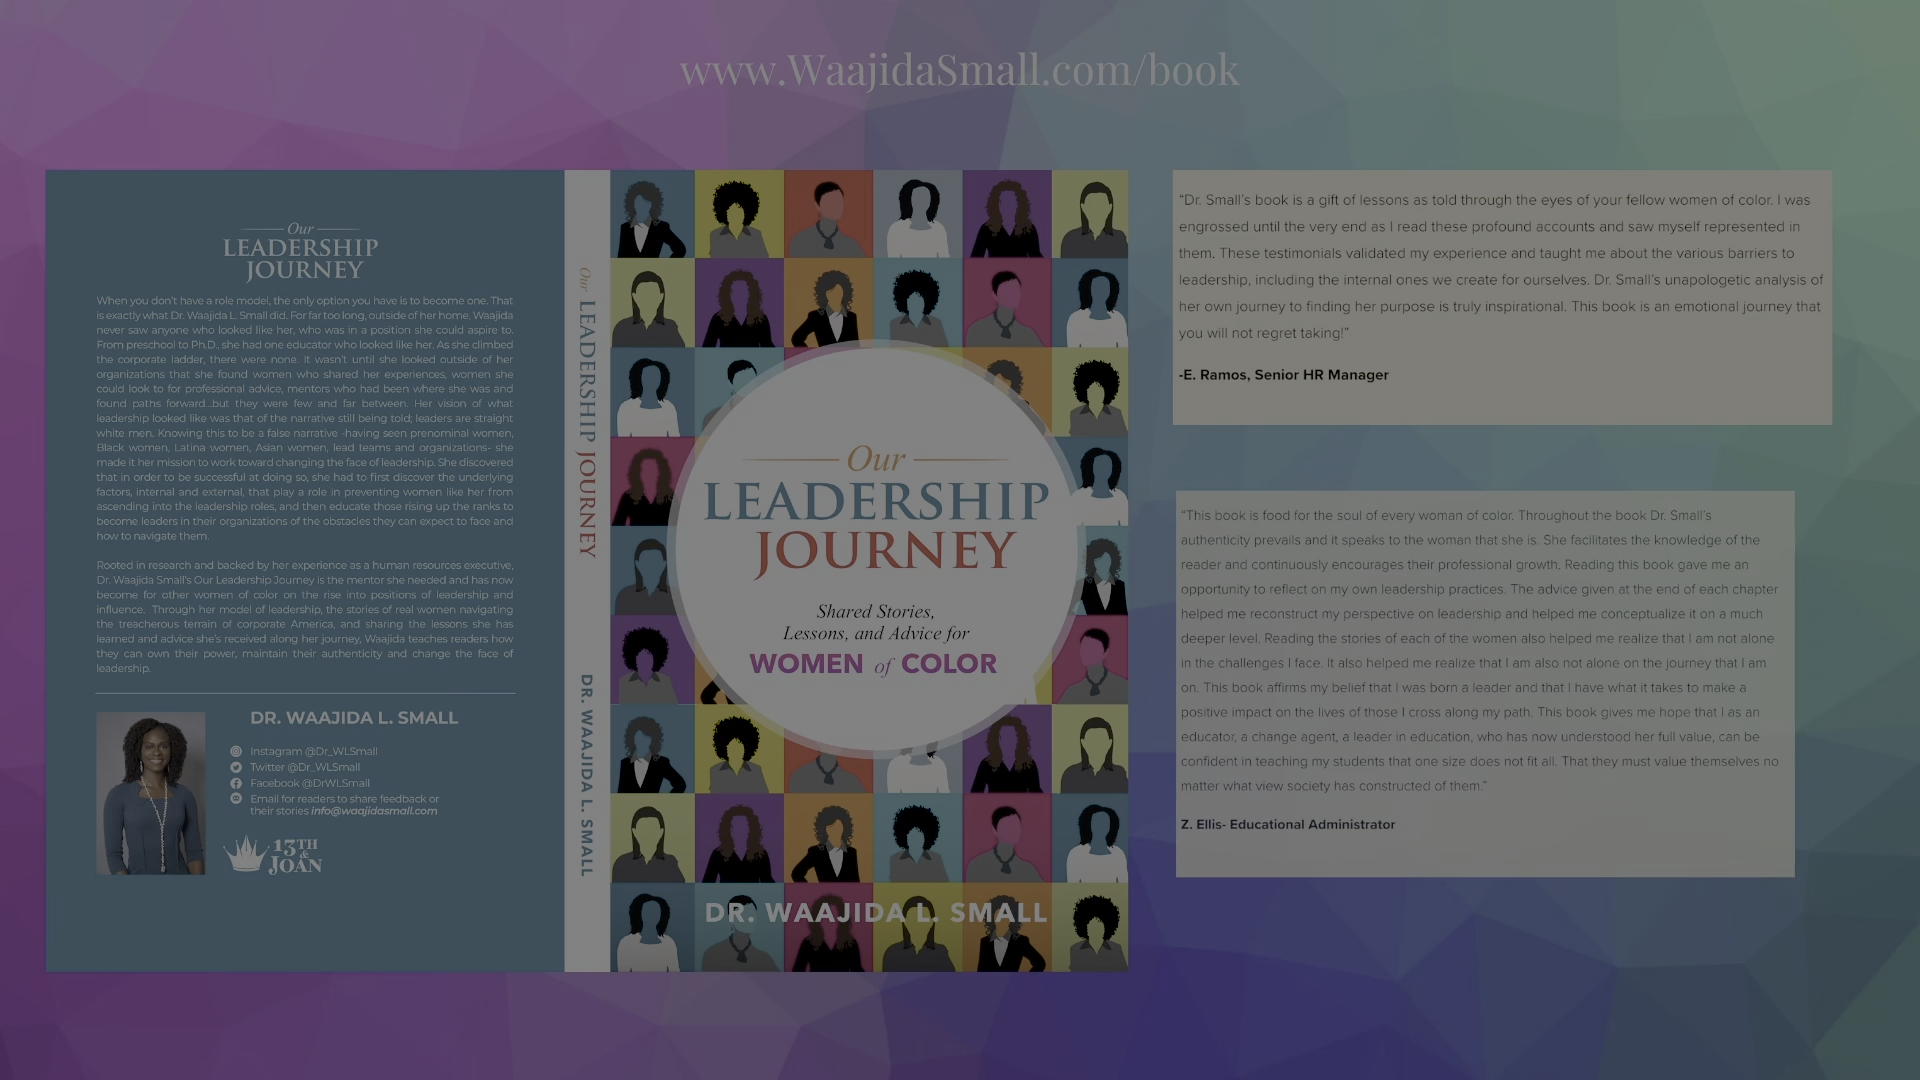 www.WaajidaSmall.com/book
Our
LEADERSHIP
JOURNEY
When you don't have a role model, the only option you have is to become one. That
is exactly what Dr. Waajida L. Small did. For far too long, outside of her home, Waajida
never saw anyone who looked like her, who was in a position she could aspire to.
From preschool to Ph.D., she had one educator who looked like her. As she climbed
the corporate ladder, there were none. It wasn't until she looked outside of her
organizations that she found women who shared her experiences, women she
could look to for professional advice, mentors who had been where she was and
found paths forward...but they were few and far between. Her vision of what
leadership looked like was that of the narrative still being told; leaders are straight
white men. Knowing this to be a false narrative -having seen prenominal women,
Black women, Latina women, Asian women, lead teams and organizations- she
made it her mission to work toward changing the face of leadership. She discovered
that in order to be successful at doing so, she had to first discover the underlying
factors, internal and external, that play a role in preventing women like her from
ascending into the leadership roles, and then educate those rising up the ranks to
become leaders in their organizations of the obstacles they can expect to face and
how to navigate them.
Rooted in research and backed by her experience as a human resources executive,
Dr. Waajida Small's Our Leadership Journey is the mentor she needed and has now
become for other women of color on the rise into positions of leadership and
influence. Through her model of leadership, the stories of real women navigating
the treacherous terrain of corporate America, and sharing the lessons she has
learned and advice she's received along her journey, Waajida teaches readers how
they can own their power, maintain their authenticity and change the face of
leadership.
DR. WAAJIDA L. SMALL
Instagram @Dr_WLSmall
Twitter @Dr_WLSmall
Facebook @DrWLSmall
Email for readers to share feedback or
their stories info@waajidasmall.com
13TH
&
JOAN
Our LEADERSHIP JOURNEY
DR. WAAJIDA L. SMALL
Our
LEADERSHIP
JOURNEY
Shared Stories,
Lessons, and Advice for
WOMEN of COLOR
DR. WAAJIDA L. SMALL
"Dr. Small's book is a gift of lessons as told through the eyes of your fellow women of color. I was
engrossed until the very end as I read these profound accounts and saw myself represented in
them. These testimonials validated my experience and taught me about the various barriers to
leadership, including the internal ones we create for ourselves. Dr. Small's unapologetic analysis of
her own journey to finding her purpose is truly inspirational. This book is an emotional journey that
you will not regret taking!"
-E. Ramos, Senior HR Manager
"This book is food for the soul of every woman of color. Throughout the book Dr. Small's
authenticity prevails and it speaks to the woman that she is. She facilitates the knowledge of the
reader and continuously encourages their professional growth. Reading this book gave me an
opportunity to reflect on my own leadership practices. The advice given at the end of each chapter
helped me reconstruct my perspective on leadership and helped me conceptualize it on a much
deeper level. Reading the stories of each of the women also helped me realize that I am not alone
in the challenges I face. It also helped me realize that I am also not alone on the journey that I am
on. This book affirms my belief that I was born a leader and that I have what it takes to make a
positive impact on the lives of those I cross along my path. This book gives me hope that I as an
educator, a change agent, a leader in education, who has now understood her full value, can be
confident in teaching my students that one size does not fit all. That they must value themselves no
matter what view society has constructed of them."
Z. Ellis- Educational Administrator